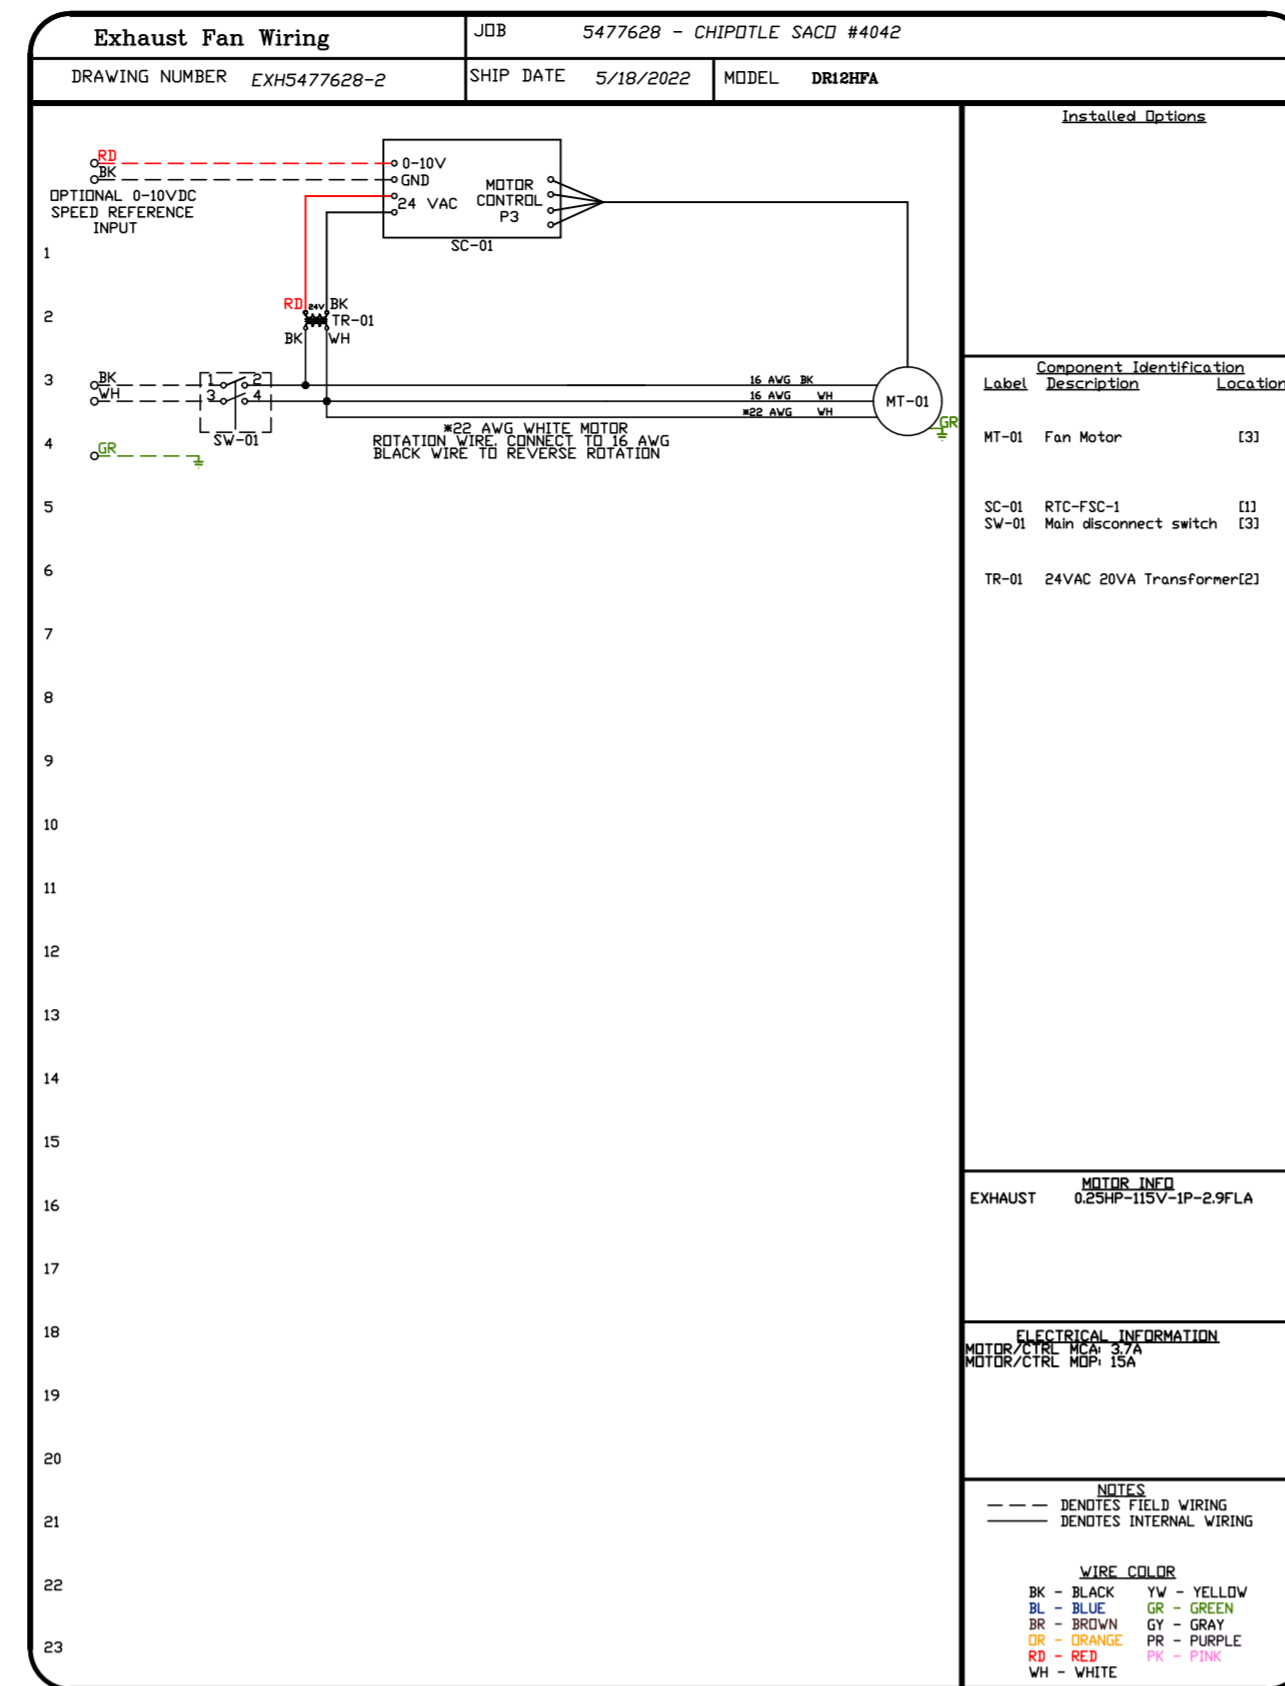 Exhaust Fan Wiring
JOB 5477628 - CHIPOTLE SACO #4042
DRAWING NUMBER EXH5477628-2
SHIP DATE 5/18/2022
MODEL DR12HFA
RD
BK
OPTIONAL 0-10VDC
SPEED REFERENCE
INPUT
0-10V
GND
24 VAC
MOTOR
CONTROL
P3
SC-01
RD 24V BK
TR-01
BK WH
BK
WH
1 2
3 4
SW-01
GR
16 AWG BK
16 AWG WH
*22 AWG WH
MT-01
GR
*22 AWG WHITE MOTOR
ROTATION WIRE. CONNECT TO 16 AWG
BLACK WIRE TO REVERSE ROTATION
1
2
3
4
5
6
7
8
9
10
11
12
13
14
15
16
17
18
19
20
21
22
23
Installed Options
Component Identification
Label Description Location
MT-01 Fan Motor [3]
SC-01 RTC-FSC-1 [1]
SW-01 Main disconnect switch [3]
TR-01 24VAC 20VA Transformer[2]
MOTOR INFO
EXHAUST 0.25HP-115V-1P-2.9FLA
ELECTRICAL INFORMATION
MOTOR/CTRL MCA: 3.7A
MOTOR/CTRL MOP: 15A
NOTES
DENOTES FIELD WIRING
DENOTES INTERNAL WIRING
WIRE COLOR
BK - BLACK YW - YELLOW
BL - BLUE GR - GREEN
BR - BROWN GY - GRAY
OR - ORANGE PR - PURPLE
RD - RED PK - PINK
WH - WHITE